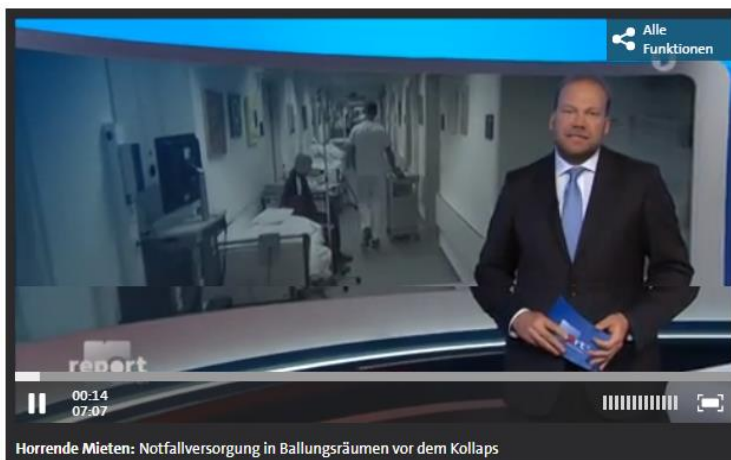 Alle
Funktionen
report
00:14
07:07
Horrende Mieten: Notfallversorgung in Ballungsräumen vor dem Kollaps